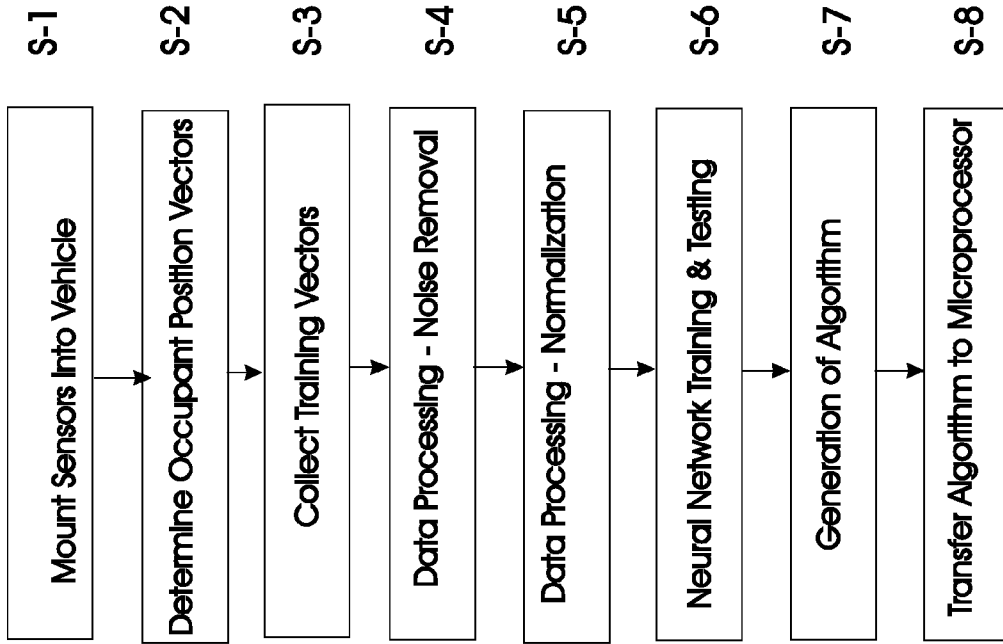 Mount Sensors Into Vehicle S-1
Determine Occupant Position Vectors S-2
Collect Training Vectors S-3
Data Processing - Noise Removal S-4
Data Processing - Normalization S-5
Neural Network Training & Testing S-6
Generation of Algorithm S-7
Transfer Algorithm to Microprocessor S-8